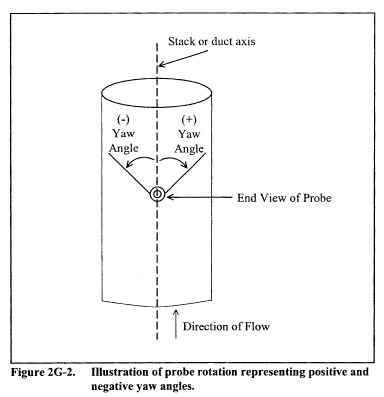 Stack or duct axis
(-)
Yaw
Angle
(+)
Yaw
Angle
End View of Probe
Direction of Flow
Figure 2G-2. Illustration of probe rotation representing positive and
negative yaw angles.